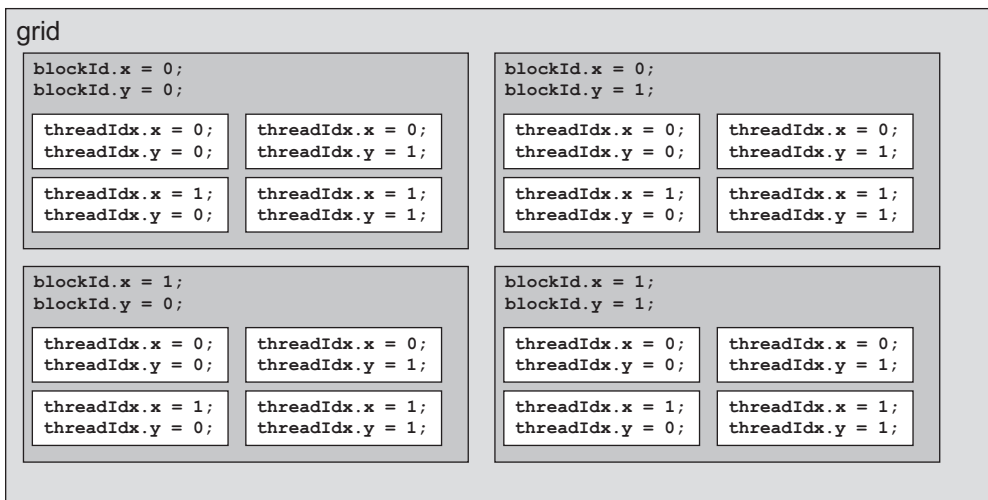 grid
blockId.x = 0;
blockId.y = 0;
threadIdx.x = 0;
threadIdx.y = 0;
threadIdx.x = 0;
threadIdx.y = 1;
threadIdx.x = 1;
threadIdx.y = 0;
threadIdx.x = 1;
threadIdx.y = 1;
blockId.x = 0;
blockId.y = 1;
threadIdx.x = 0;
threadIdx.y = 0;
threadIdx.x = 0;
threadIdx.y = 1;
threadIdx.x = 1;
threadIdx.y = 0;
threadIdx.x = 1;
threadIdx.y = 1;
blockId.x = 1;
blockId.y = 0;
threadIdx.x = 0;
threadIdx.y = 0;
threadIdx.x = 0;
threadIdx.y = 1;
threadIdx.x = 1;
threadIdx.y = 0;
threadIdx.x = 1;
threadIdx.y = 1;
blockId.x = 1;
blockId.y = 1;
threadIdx.x = 0;
threadIdx.y = 0;
threadIdx.x = 0;
threadIdx.y = 1;
threadIdx.x = 1;
threadIdx.y = 0;
threadIdx.x = 1;
threadIdx.y = 1;